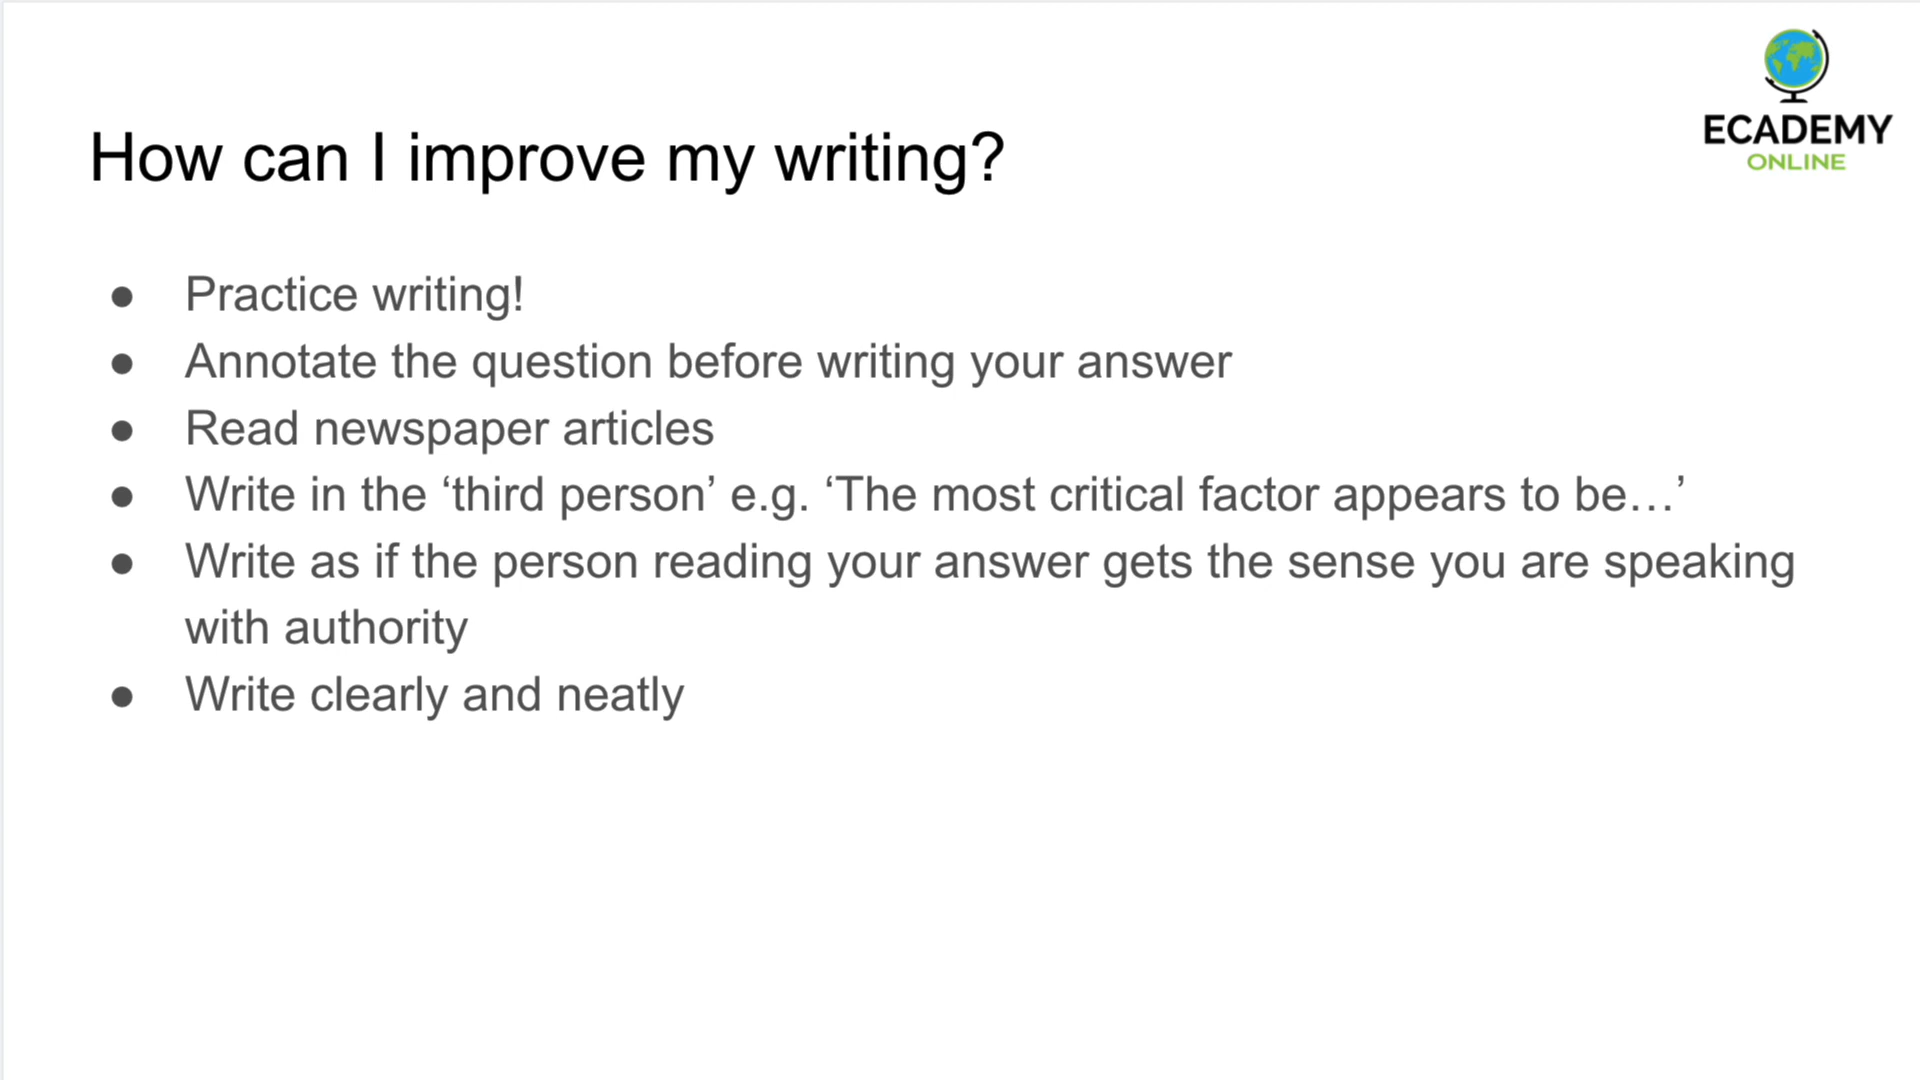 ECADEMY
ONLINE
How can I improve my writing?
● Practice writing!
● Annotate the question before writing your answer
● Read newspaper articles
● Write in the ‘third person’ e.g. ‘The most critical factor appears to be…’
● Write as if the person reading your answer gets the sense you are speaking
with authority
● Write clearly and neatly